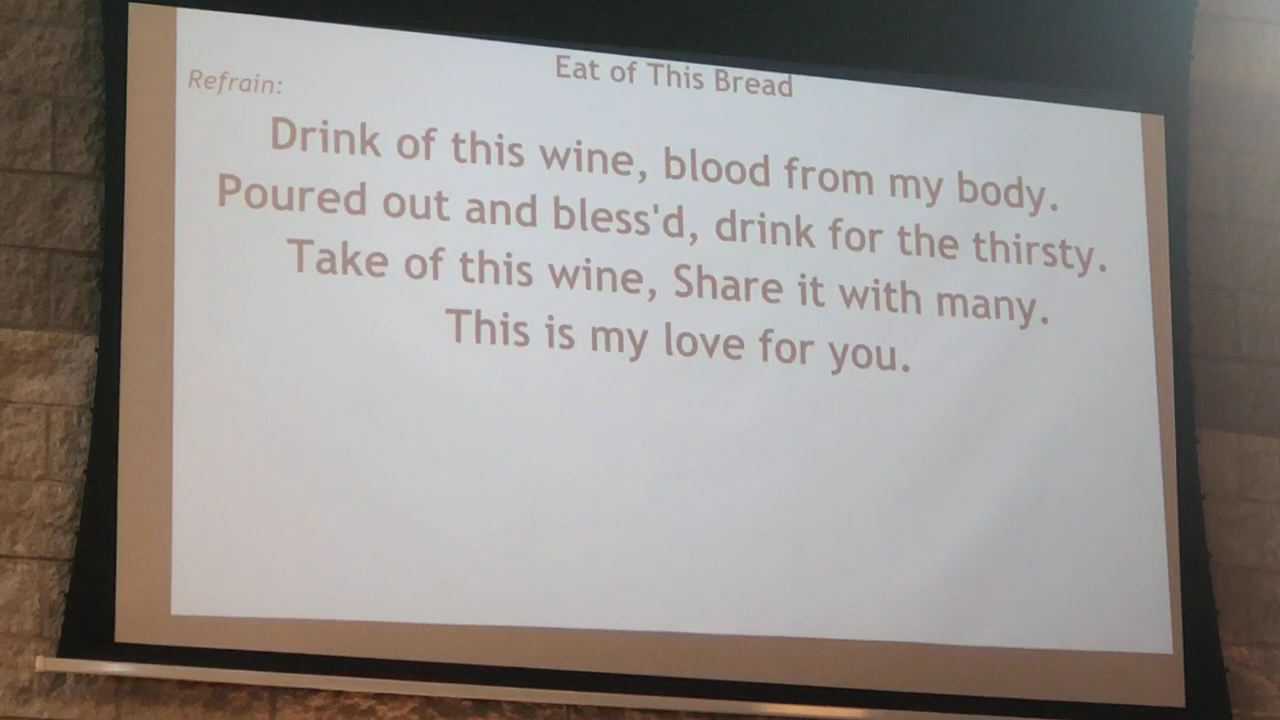 Eat of This Bread
Refrain:
Drink of this wine, blood from my body.
Poured out and bless'd, drink for the thirsty.
Take of this wine, Share it with many.
This is my love for you.